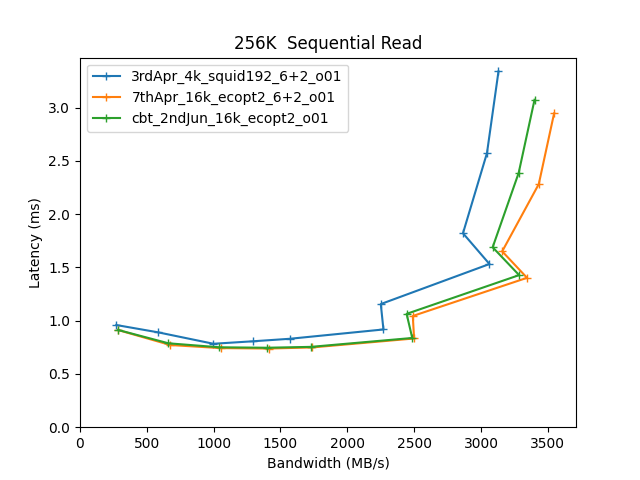 256K  Sequential Read
3rdApr_4k_squid192_6+2_o01
7thApr_16k_ecopt2_6+2_o01
cbt_2ndJun_16k_ecopt2_o01
Latency (ms)
3.0
2.5
2.0
1.5
1.0
0.5
0.0
0 500 1000 1500 2000 2500 3000 3500
Bandwidth (MB/s)